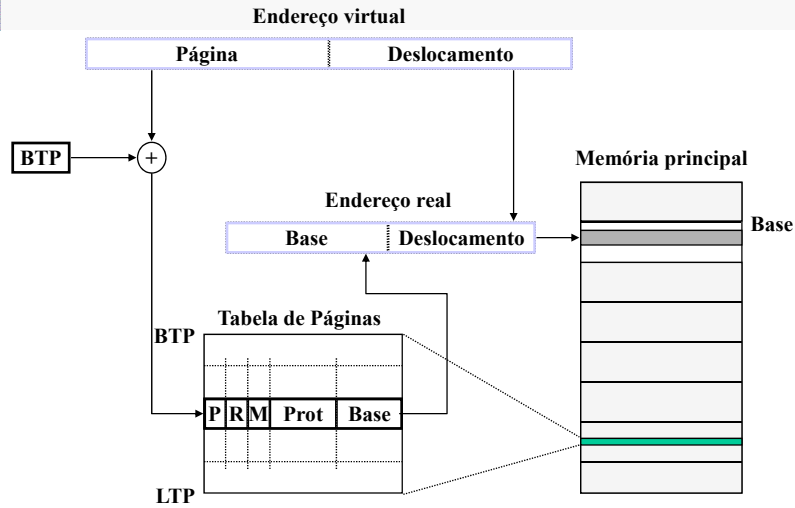 Endereço virtual
Página Deslocamento
BTP +
Memória principal
Endereço real
Base Deslocamento
Base
Tabela de Páginas
BTP
P R M Prot Base
LTP